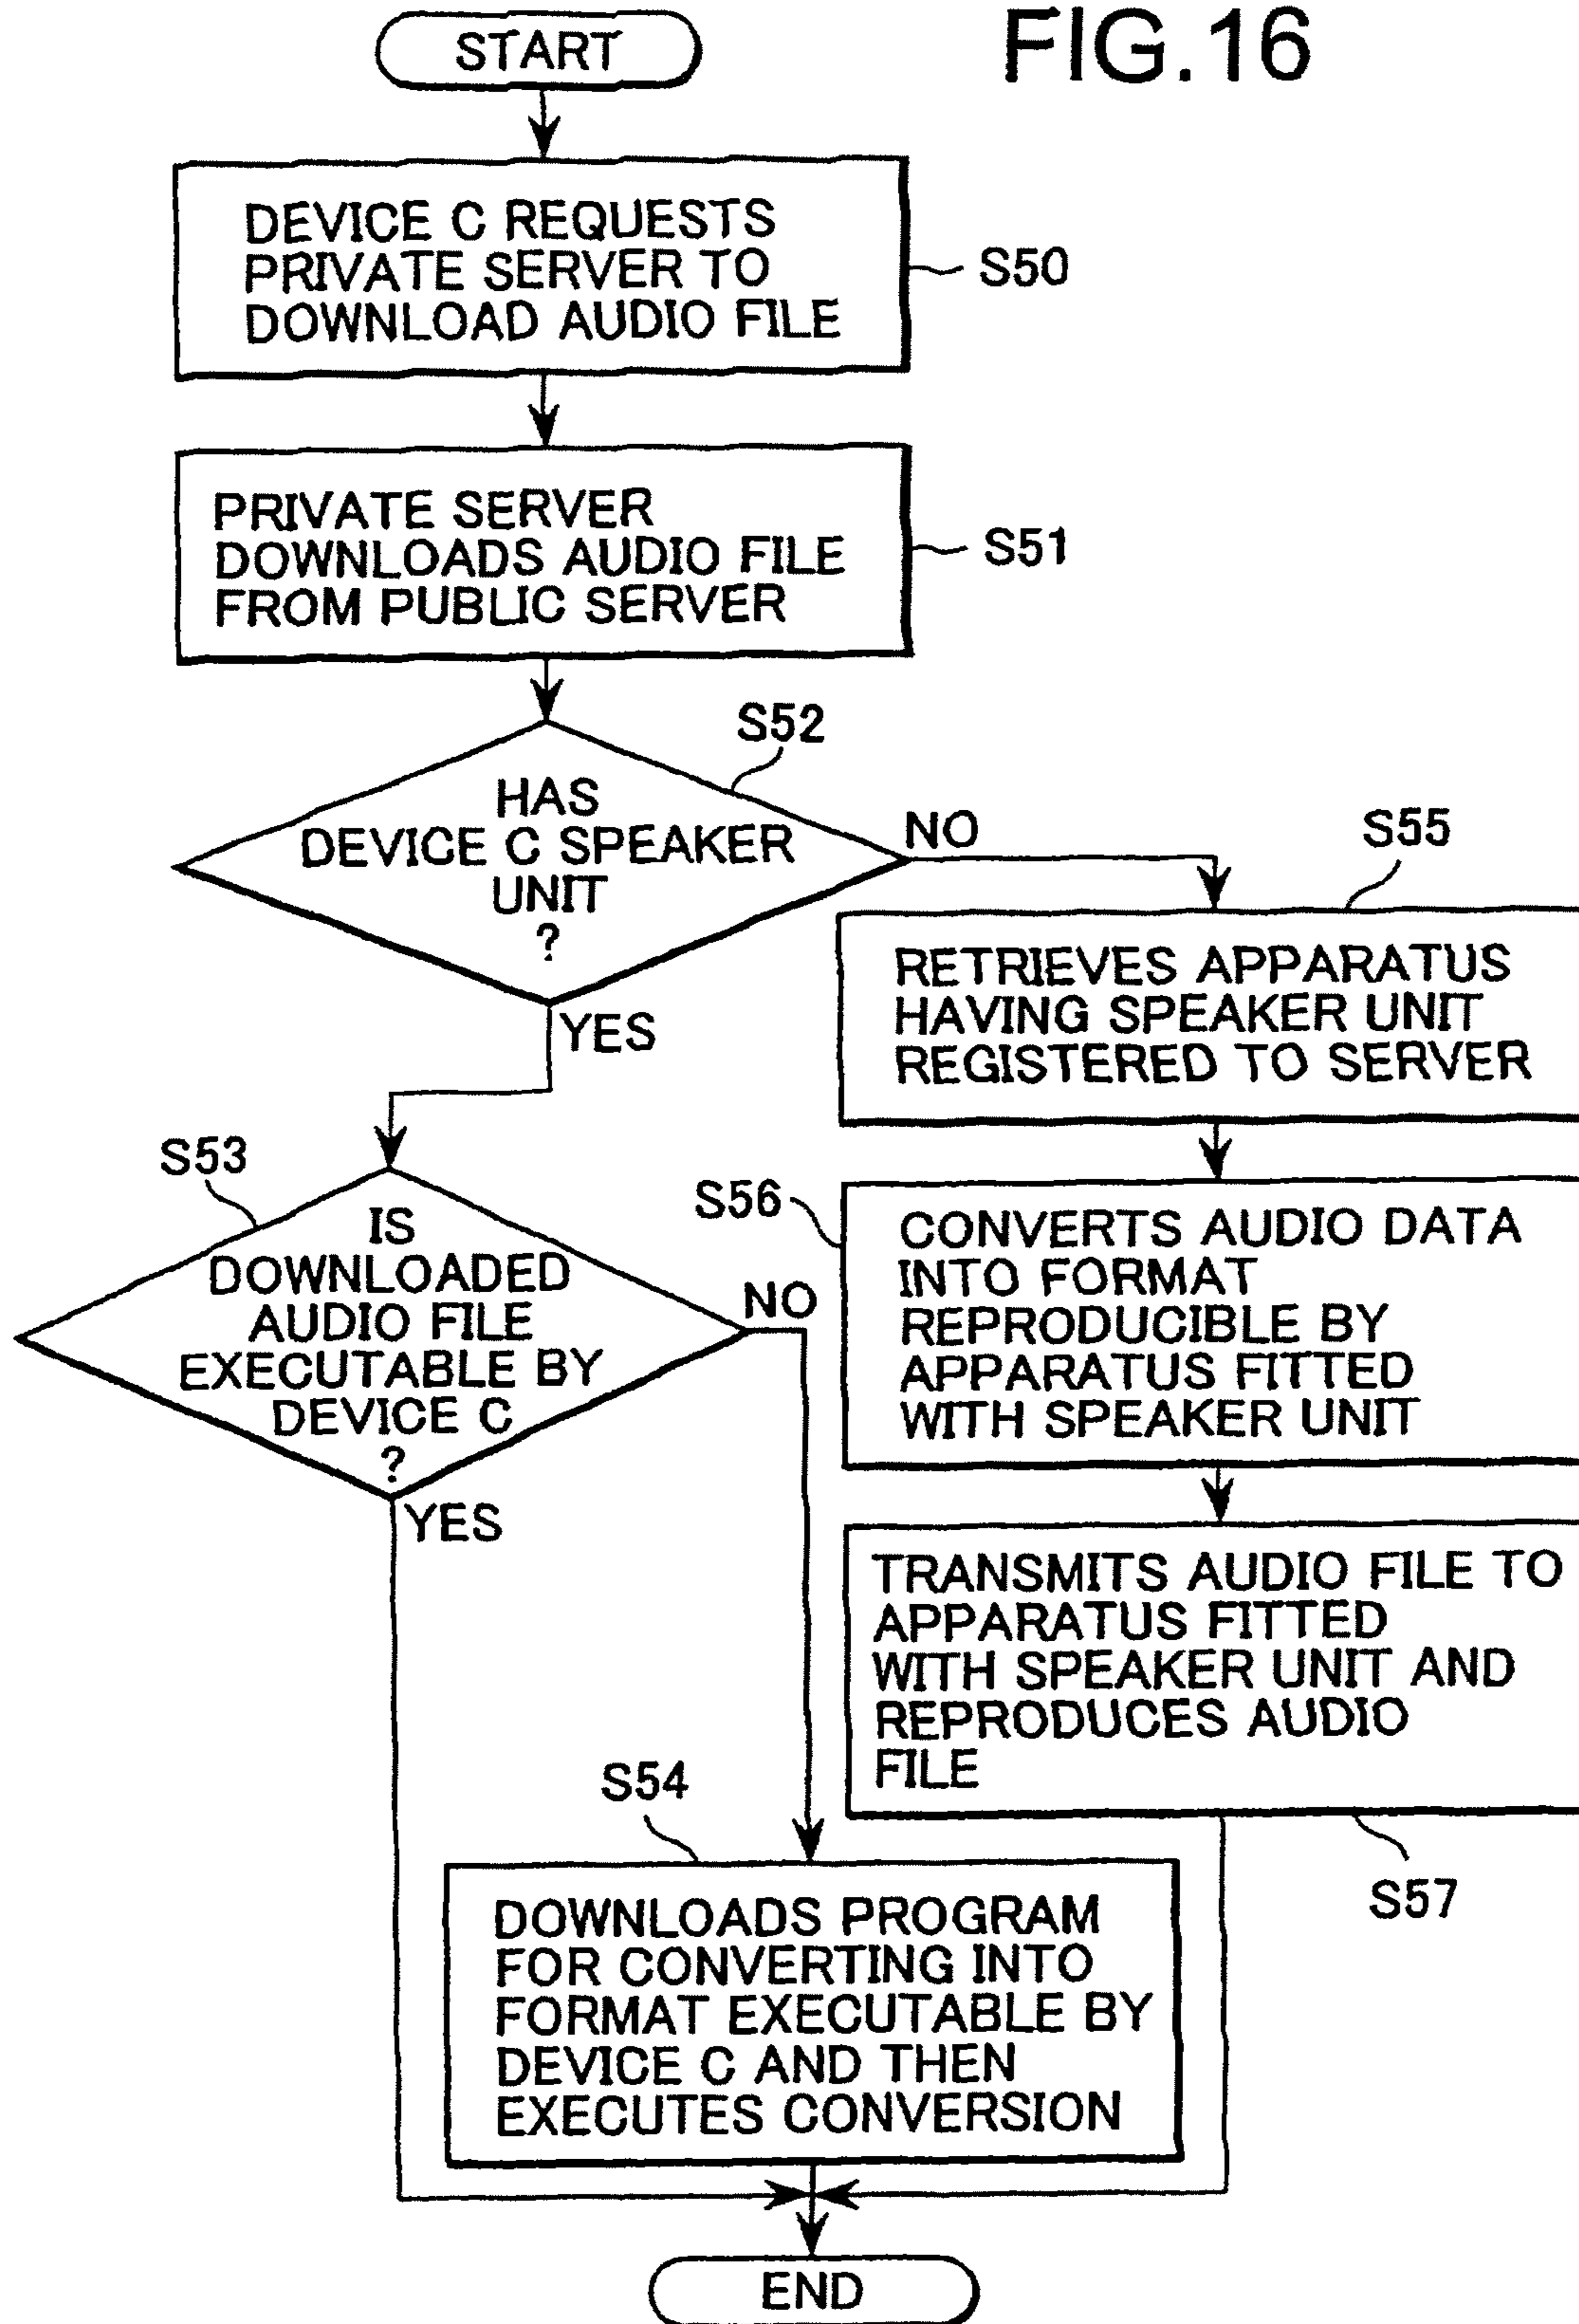 FIG.16
START
DEVICE C REQUESTS
PRIVATE SERVER TO
DOWNLOAD AUDIO FILE
S50
PRIVATE SERVER
DOWNLOADS AUDIO FILE
FROM PUBLIC SERVER
S51
S52
HAS
DEVICE C SPEAKER
UNIT
?
NO
YES
S55
RETRIEVES APPARATUS
HAVING SPEAKER UNIT
REGISTERED TO SERVER
S53
IS
DOWNLOADED
AUDIO FILE
EXECUTABLE BY
DEVICE C
?
NO
YES
S56
CONVERTS AUDIO DATA
INTO FORMAT
REPRODUCIBLE BY
APPARATUS FITTED
WITH SPEAKER UNIT
TRANSMITS AUDIO FILE TO
APPARATUS FITTED
WITH SPEAKER UNIT AND
REPRODUCES AUDIO
FILE
S57
S54
DOWNLOADS PROGRAM
FOR CONVERTING INTO
FORMAT EXECUTABLE BY
DEVICE C AND THEN
EXECUTES CONVERSION
END